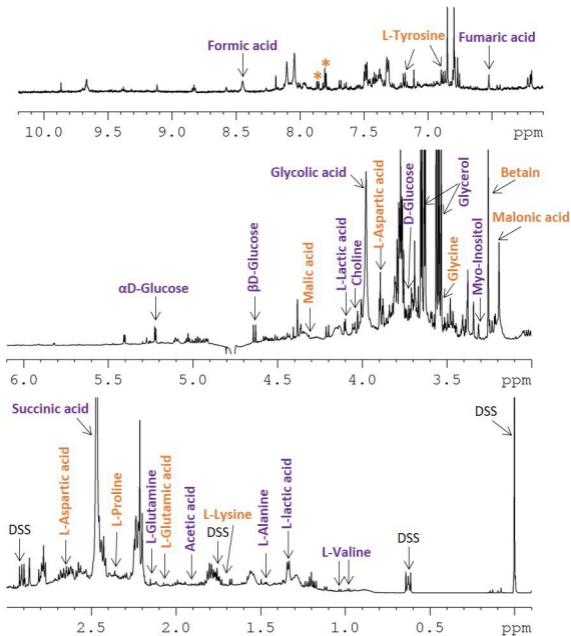 Formic acid
*
*
L-Tyrosine
Fumaric acid
10.0 9.5 9.0 8.5 8.0 7.5 7.0 ppm
Glycolic acid
αD-Glucose
βD-Glucose
Malic acid
L-Lactic acid
Choline
L-Aspartic acid
D-Glucose
Glycerol
Glycine
Myo-Inositol
Betain
Malonic acid
6.0 5.5 5.0 4.5 4.0 3.5 ppm
Succinic acid
DSS
L-Aspartic acid
L-Proline
L-Glutamine
L-Glutamic acid
Acetic acid
L-Lysine
DSS
L-Alanine
L-lactic acid
L-Valine
DSS
DSS
2.5 2.0 1.5 1.0 0.5 ppm